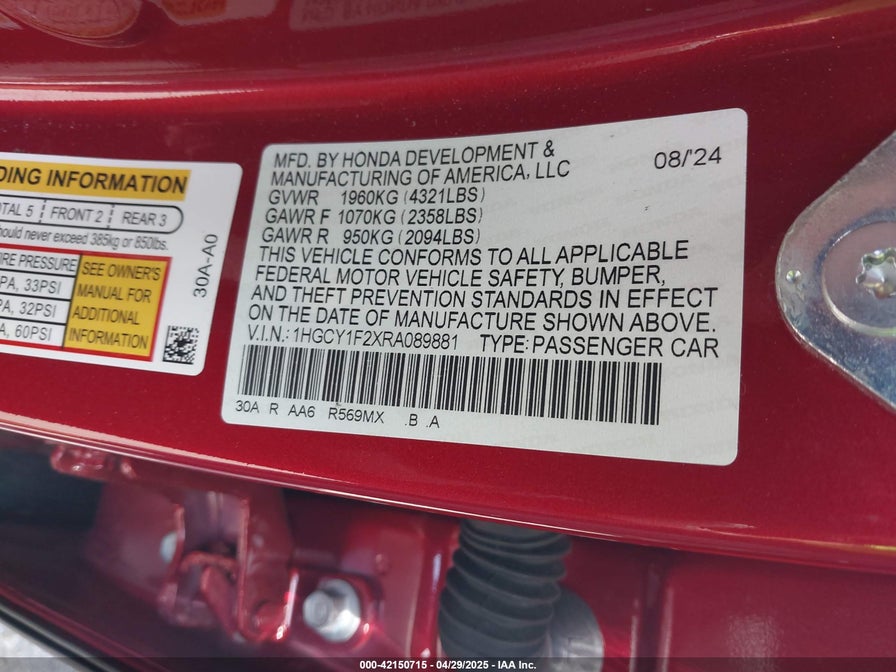 DING INFORMATION
OTAL 5 FRONT 2 REAR 3
hould never exceed 385kg or 850lbs.
IRE PRESSURE
PA, 33PSI
PA, 32PSI
A, 60PSI
SEE OWNER'S
MANUAL FOR
ADDITIONAL
INFORMATION
30A-A0
MFD. BY HONDA DEVELOPMENT &
MANUFACTURING OF AMERICA, LLC 08/'24
GVWR 1960KG (4321LBS)
GAWR F 1070KG (2358LBS)
GAWR R 950KG (2094LBS)
THIS VEHICLE CONFORMS TO ALL APPLICABLE
FEDERAL MOTOR VEHICLE SAFETY, BUMPER,
AND THEFT PREVENTION STANDARDS IN EFFECT
ON THE DATE OF MANUFACTURE SHOWN ABOVE.
V.I.N.: 1HGCY1F2XRA089881 TYPE: PASSENGER CAR
30A R AA6 R569MX .B .A
000-42150715 - 04/29/2025 - IAA Inc.